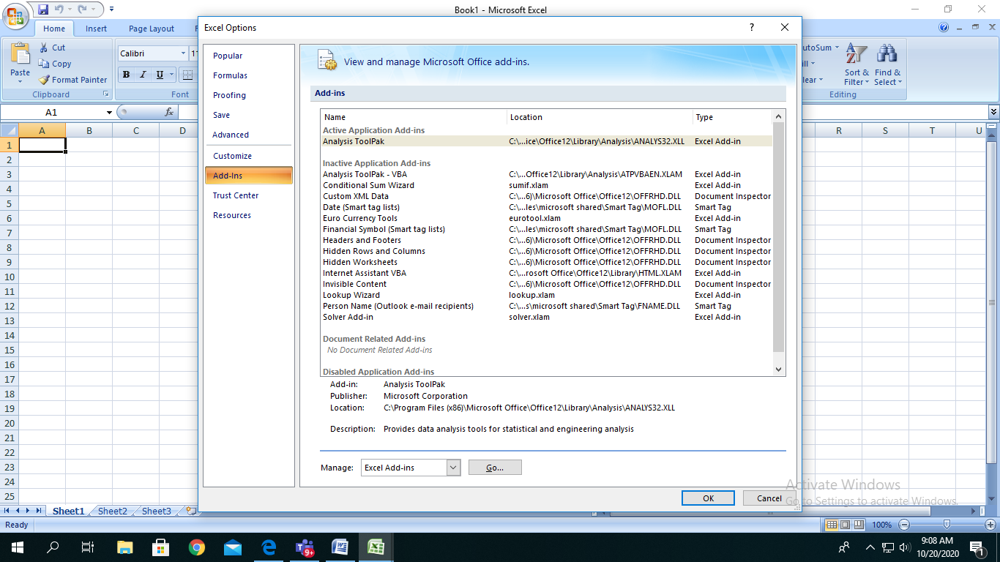 Book1 - Microsoft Excel
Home Insert Page Layout
Cut
Copy
Format Painter
Paste
Clipboard
Calibri
B I U
Font
utoSum
ill
lear
Sort & Filter
Find & Select
Editing
A1
fx
A B C D R S T U
1
2
3
4
5
6
7
8
9
10
11
12
13
14
15
16
17
18
19
20
21
22
23
24
25
Excel Options
Popular
Formulas
Proofing
Save
Advanced
Customize
Add-Ins
Trust Center
Resources
View and manage Microsoft Office add-ins.
Add-ins
Name Location Type
Active Application Add-ins
Analysis ToolPak C:\...ice\Office12\Library\Analysis\ANALYS32.XLL Excel Add-in
Inactive Application Add-ins
Analysis ToolPak - VBA C:\...Office12\Library\Analysis\ATPVBAEN.XLAM Excel Add-in
Conditional Sum Wizard sumif.xlam Excel Add-in
Custom XML Data C:\...6)\Microsoft Office\Office12\OFFRHD.DLL Document Inspector
Date (Smart tag lists) C:\...les\microsoft shared\Smart Tag\MOFL.DLL Smart Tag
Euro Currency Tools eurotool.xlam Excel Add-in
Financial Symbol (Smart tag lists) C:\...les\microsoft shared\Smart Tag\MOFL.DLL Smart Tag
Headers and Footers C:\...6)\Microsoft Office\Office12\OFFRHD.DLL Document Inspector
Hidden Rows and Columns C:\...6)\Microsoft Office\Office12\OFFRHD.DLL Document Inspector
Hidden Worksheets C:\...6)\Microsoft Office\Office12\OFFRHD.DLL Document Inspector
Internet Assistant VBA C:\...rosoft Office\Office12\Library\HTML.XLAM Excel Add-in
Invisible Content C:\...6)\Microsoft Office\Office12\OFFRHD.DLL Document Inspector
Lookup Wizard lookup.xlam Excel Add-in
Person Name (Outlook e-mail recipients) C:\...s\microsoft shared\Smart Tag\FNAME.DLL Smart Tag
Solver Add-in solver.xlam Excel Add-in
Document Related Add-ins
No Document Related Add-ins
Disabled Application Add-ins
Add-in: Analysis ToolPak
Publisher: Microsoft Corporation
Location: C:\Program Files (x86)\Microsoft Office\Office12\Library\Analysis\ANALYS32.XLL
Description: Provides data analysis tools for statistical and engineering analysis
Manage: Excel Add-ins Go...
OK Cancel
Activate Windows
Go to Settings to activate Windows.
Sheet1 Sheet2 Sheet3
Ready 100%
9+
9:08 AM
10/20/2020
1